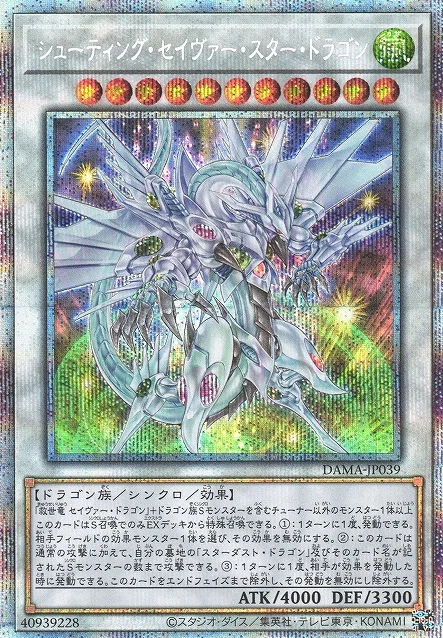 シューティング・セイヴァー・スター・ドラゴン
風
DAMA-JP039
【ドラゴン族/シンクロ/効果】
「救世竜 セイヴァー・ドラゴン」+ドラゴン族Sモンスターを含むチューナー以外のモンスター1体以上
このカードはS召喚でのみEXデッキから特殊召喚できる。①:1ターンに1度、発動できる。
相手フィールドの効果モンスター1体を選び、その効果を無効にする。②:このカードは
通常の攻撃に加えて、自分の墓地の「スターダスト・ドラゴン」及びそのカード名が記
されたSモンスターの数まで攻撃できる。③:1ターンに1度、相手が効果を発動し
た時に発動できる。このカードをエンドフェイズまで除外し、その発動を無効にし除外する。
ATK/4000 DEF/3300
40939228
©スタジオ・ダイス/集英社・テレビ東京・KONAMI